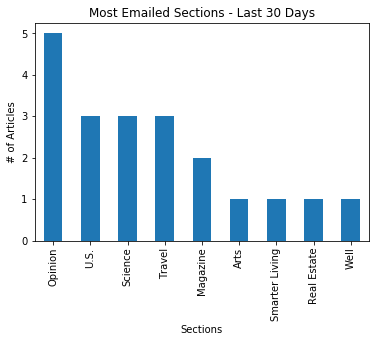 Most Emailed Sections - Last 30 Days
5
4
3
2
1
0
# of Articles
Opinion
U.S.
Science
Travel
Magazine
Arts
Smarter Living
Real Estate
Well
Sections